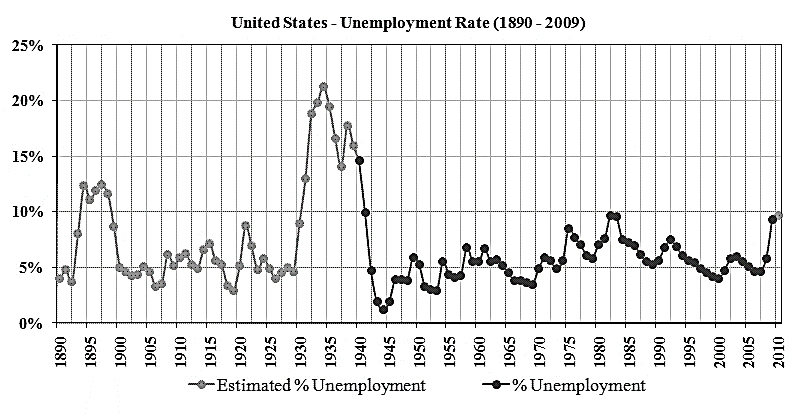 United States - Unemployment Rate (1890 - 2009)
25%
20%
15%
10%
5%
0%
1890 1895 1900 1905 1910 1915 1920 1925 1930 1935 1940 1945 1950 1955 1960 1965 1970 1975 1980 1985 1990 1995 2000 2005 2010
Estimated % Unemployment % Unemployment